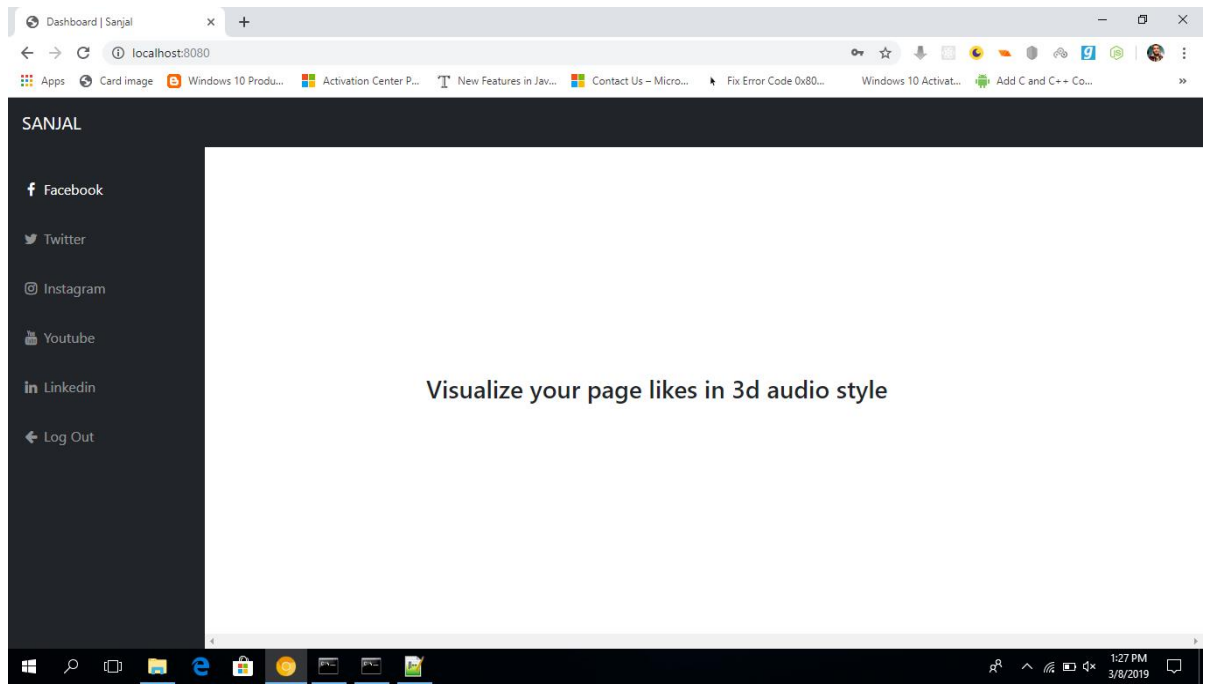 Dashboard | Sanjal
localhost:8080
Apps Card image Windows 10 Produ... Activation Center P... New Features in Jav... Contact Us – Micro... Fix Error Code 0x80... Windows 10 Activat... Add C and C++ Co... »
SANJAL
Facebook
Twitter
Instagram
Youtube
in Linkedin
Log Out
Visualize your page likes in 3d audio style
1:27 PM
3/8/2019